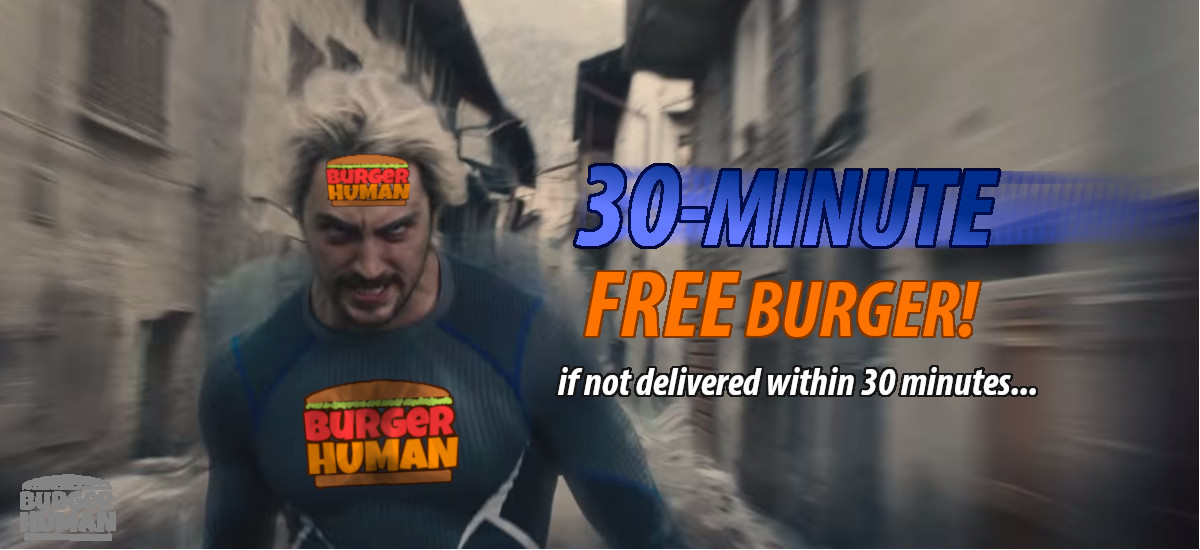 BURGER
HUMAN
30-MINUTE
FREE BURGER!
if not delivered within 30 minutes...
BURGER
HUMAN
BURGER
HUMAN